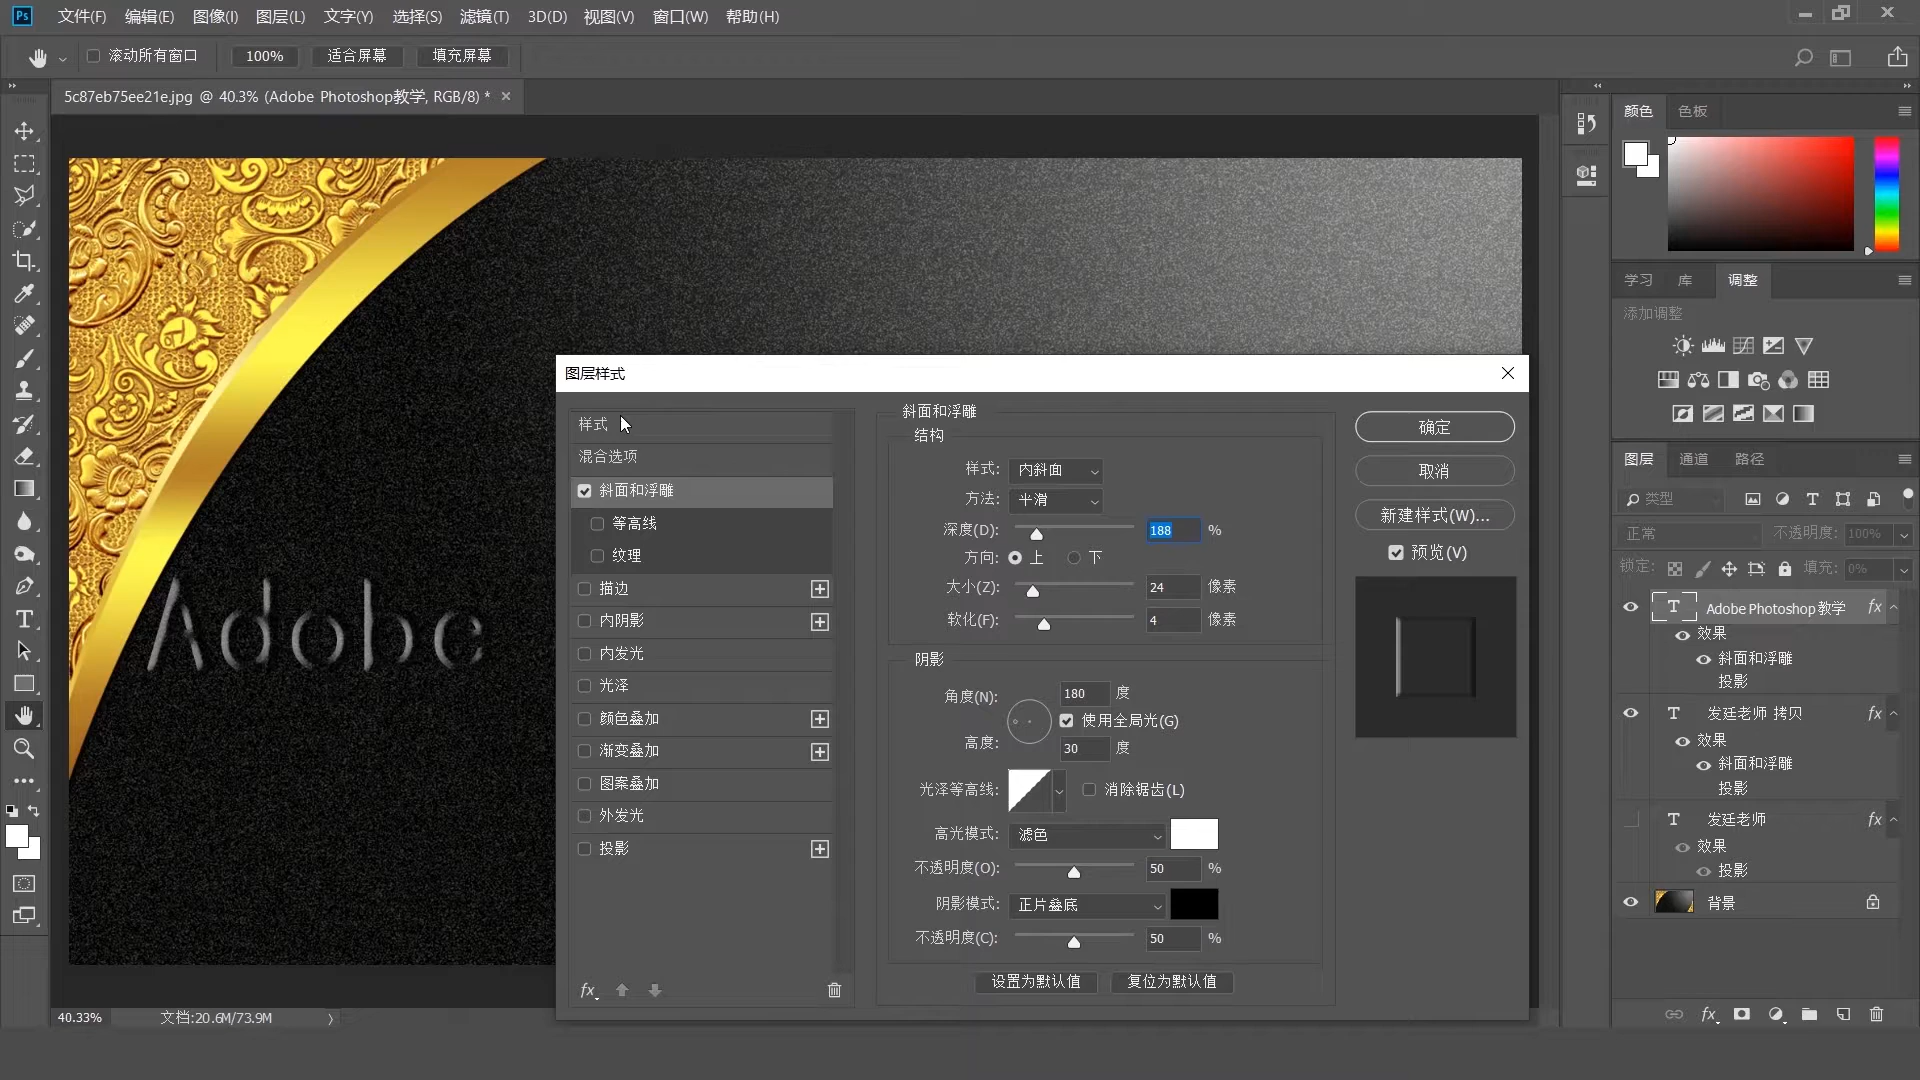 Ps 文件(F) 编辑(E) 图像(I) 图层(L) 文字(Y) 选择(S) 滤镜(T) 3D(D) 视图(V) 窗口(W) 帮助(H)
滚动所有窗口 100% 适合屏幕 填充屏幕
5c87eb75ee21e.jpg @ 40.3% (Adobe Photoshop教学, RGB/8) *
Adobe
40.33% 文档:20.6M/73.9M
图层样式
样式
混合选项
斜面和浮雕
等高线
纹理
描边
内阴影
内发光
光泽
颜色叠加
渐变叠加
图案叠加
外发光
投影
fx
斜面和浮雕
结构
样式: 内斜面
方法: 平滑
深度(D): 188 %
方向: 上 下
大小(Z): 24 像素
软化(F): 4 像素
阴影
角度(N): 180 度
使用全局光(G)
高度: 30 度
光泽等高线: 消除锯齿(L)
高光模式: 滤色
不透明度(O): 50 %
阴影模式: 正片叠底
不透明度(C): 50 %
设置为默认值 复位为默认值
确定
取消
新建样式(W)...
预览(V)
颜色 色板
学习 库 调整
添加调整
图层 通道 路径
类型
正常 不透明度: 100%
锁定: 填充: 0%
T Adobe Photoshop 教学 fx
效果
斜面和浮雕
投影
T 发廷老师 拷贝 fx
效果
斜面和浮雕
投影
T 发廷老师 fx
效果
投影
背景
fx